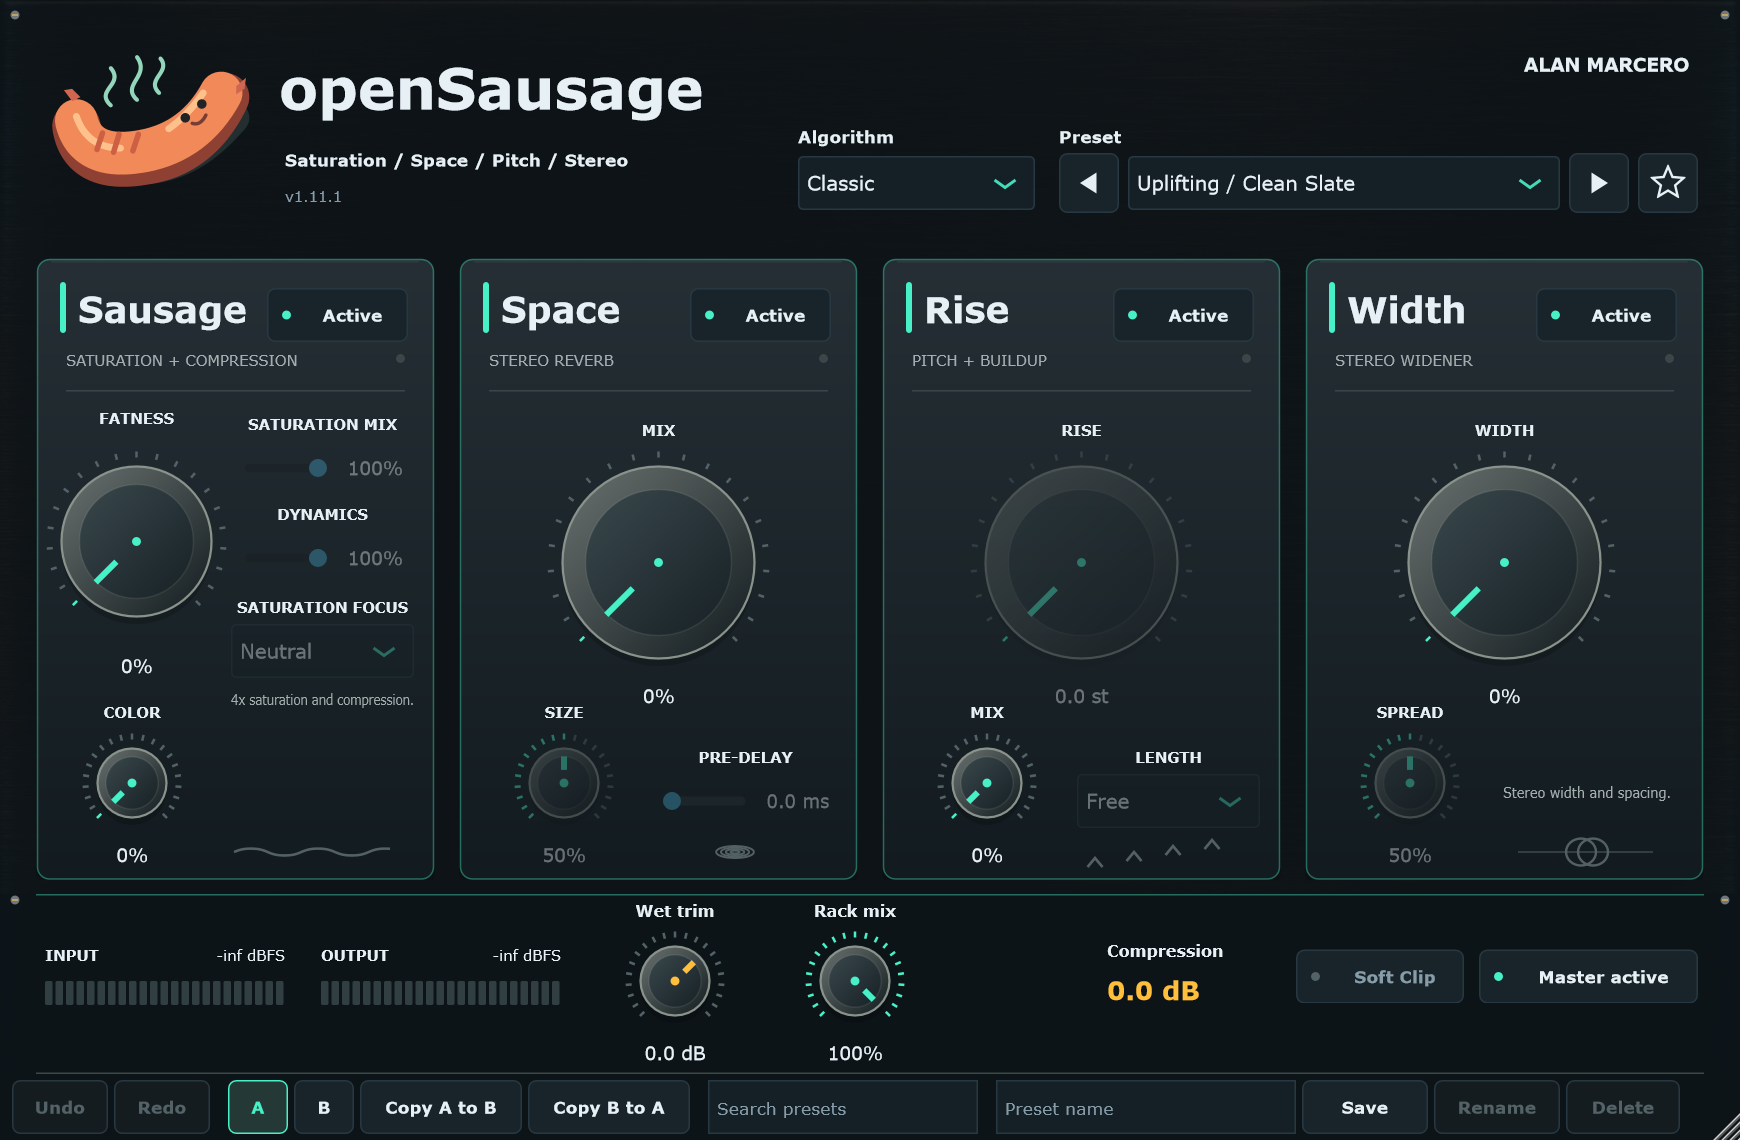 openSausage
ALAN MARCERO
Saturation / Space / Pitch / Stereo
v1.11.1
Algorithm
Preset
Classic
Uplifting / Clean Slate
Sausage
Active
SATURATION + COMPRESSION
FATNESS
SATURATION MIX
100%
DYNAMICS
100%
SATURATION FOCUS
Neutral
0%
4x saturation and compression.
COLOR
0%
Space
Active
STEREO REVERB
MIX
0%
SIZE
PRE-DELAY
0.0 ms
50%
Rise
Active
PITCH + BUILDUP
RISE
0.0 st
MIX
LENGTH
Free
0%
Width
Active
STEREO WIDENER
WIDTH
0%
SPREAD
Stereo width and spacing.
50%
INPUT
-inf dBFS
OUTPUT
-inf dBFS
Wet trim
0.0 dB
Rack mix
100%
Compression
0.0 dB
Soft Clip
Master active
Undo
Redo
A
B
Copy A to B
Copy B to A
Search presets
Preset name
Save
Rename
Delete